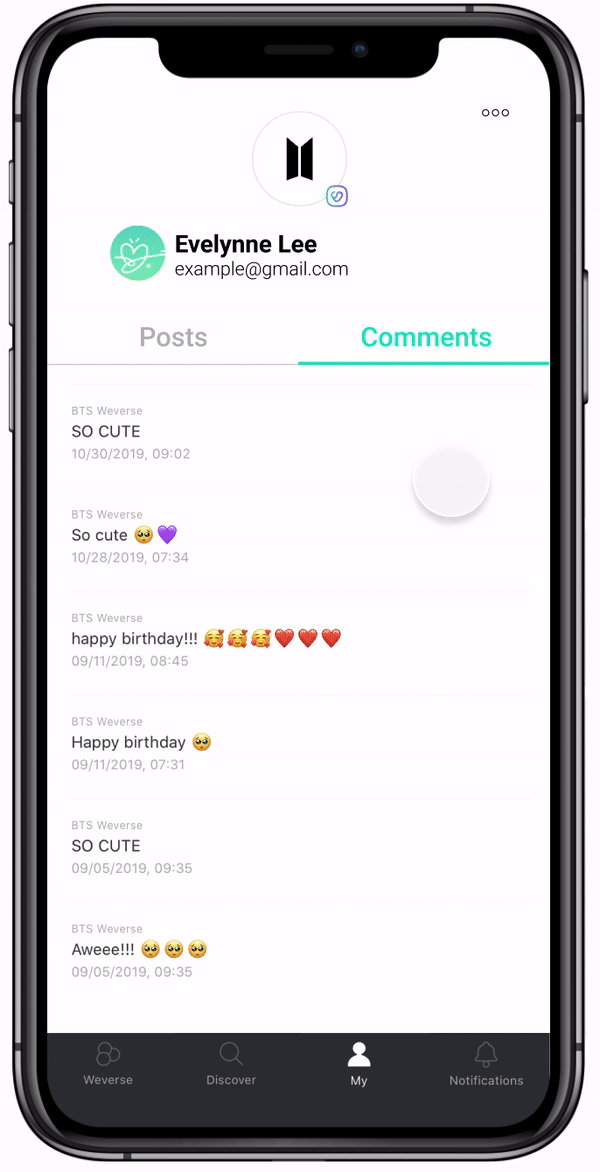 Evelynne Lee
example@gmail.com
Posts
Comments
BTS Weverse
SO CUTE
10/30/2019, 09:02
BTS Weverse
So cute 🥺💜
10/28/2019, 07:34
BTS Weverse
happy birthday!!! 🥰🥰🥰❤️❤️❤️
09/11/2019, 08:45
BTS Weverse
Happy birthday 🥺
09/11/2019, 07:31
BTS Weverse
SO CUTE
09/05/2019, 09:35
BTS Weverse
Aweee!!! 🥺🥺🥺
09/05/2019, 09:35
Weverse
Discover
My
Notifications